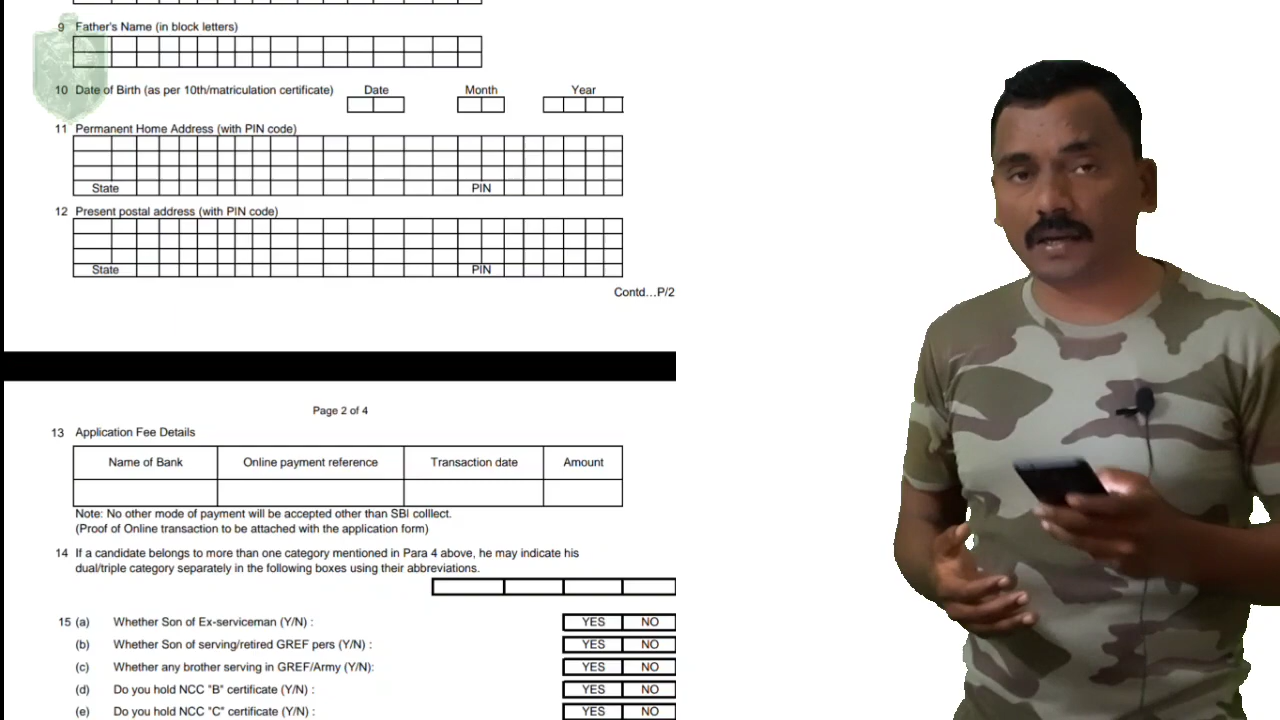 9 Father's Name (in block letters)
10 Date of Birth (as per 10th/matriculation certificate) Date Month Year
11 Permanent Home Address (with PIN code)
State PIN
12 Present postal address (with PIN code)
State PIN
Contd...P/2
Page 2 of 4
13 Application Fee Details
Name of Bank Online payment reference Transaction date Amount
Note: No other mode of payment will be accepted other than SBI colllect.
(Proof of Online transaction to be attached with the application form)
14 If a candidate belongs to more than one category mentioned in Para 4 above, he may indicate his
dual/triple category separately in the following boxes using their abbreviations.
15 (a) Whether Son of Ex-serviceman (Y/N) : YES NO
(b) Whether Son of serving/retired GREF pers (Y/N) : YES NO
(c) Whether any brother serving in GREF/Army (Y/N): YES NO
(d) Do you hold NCC "B" certificate (Y/N) : YES NO
(e) Do you hold NCC "C" certificate (Y/N) : YES NO